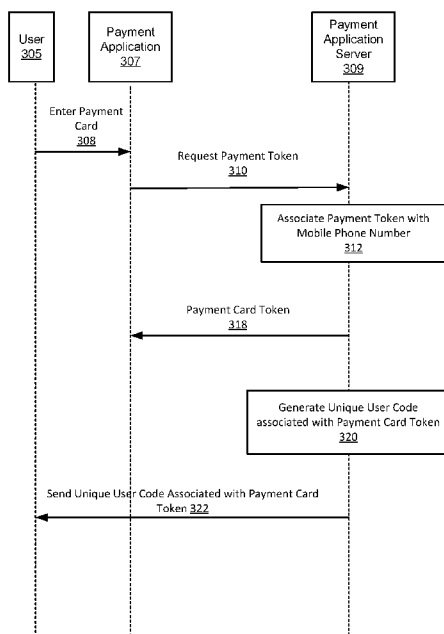 User
305
Payment
Application
307
Payment
Application
Server
309
Enter Payment
Card
308
Request Payment Token
310
Associate Payment Token with
Mobile Phone Number
312
Payment Card Token
318
Generate Unique User Code
associated with Payment Card Token
320
Send Unique User Code Associated with Payment Card
Token 322